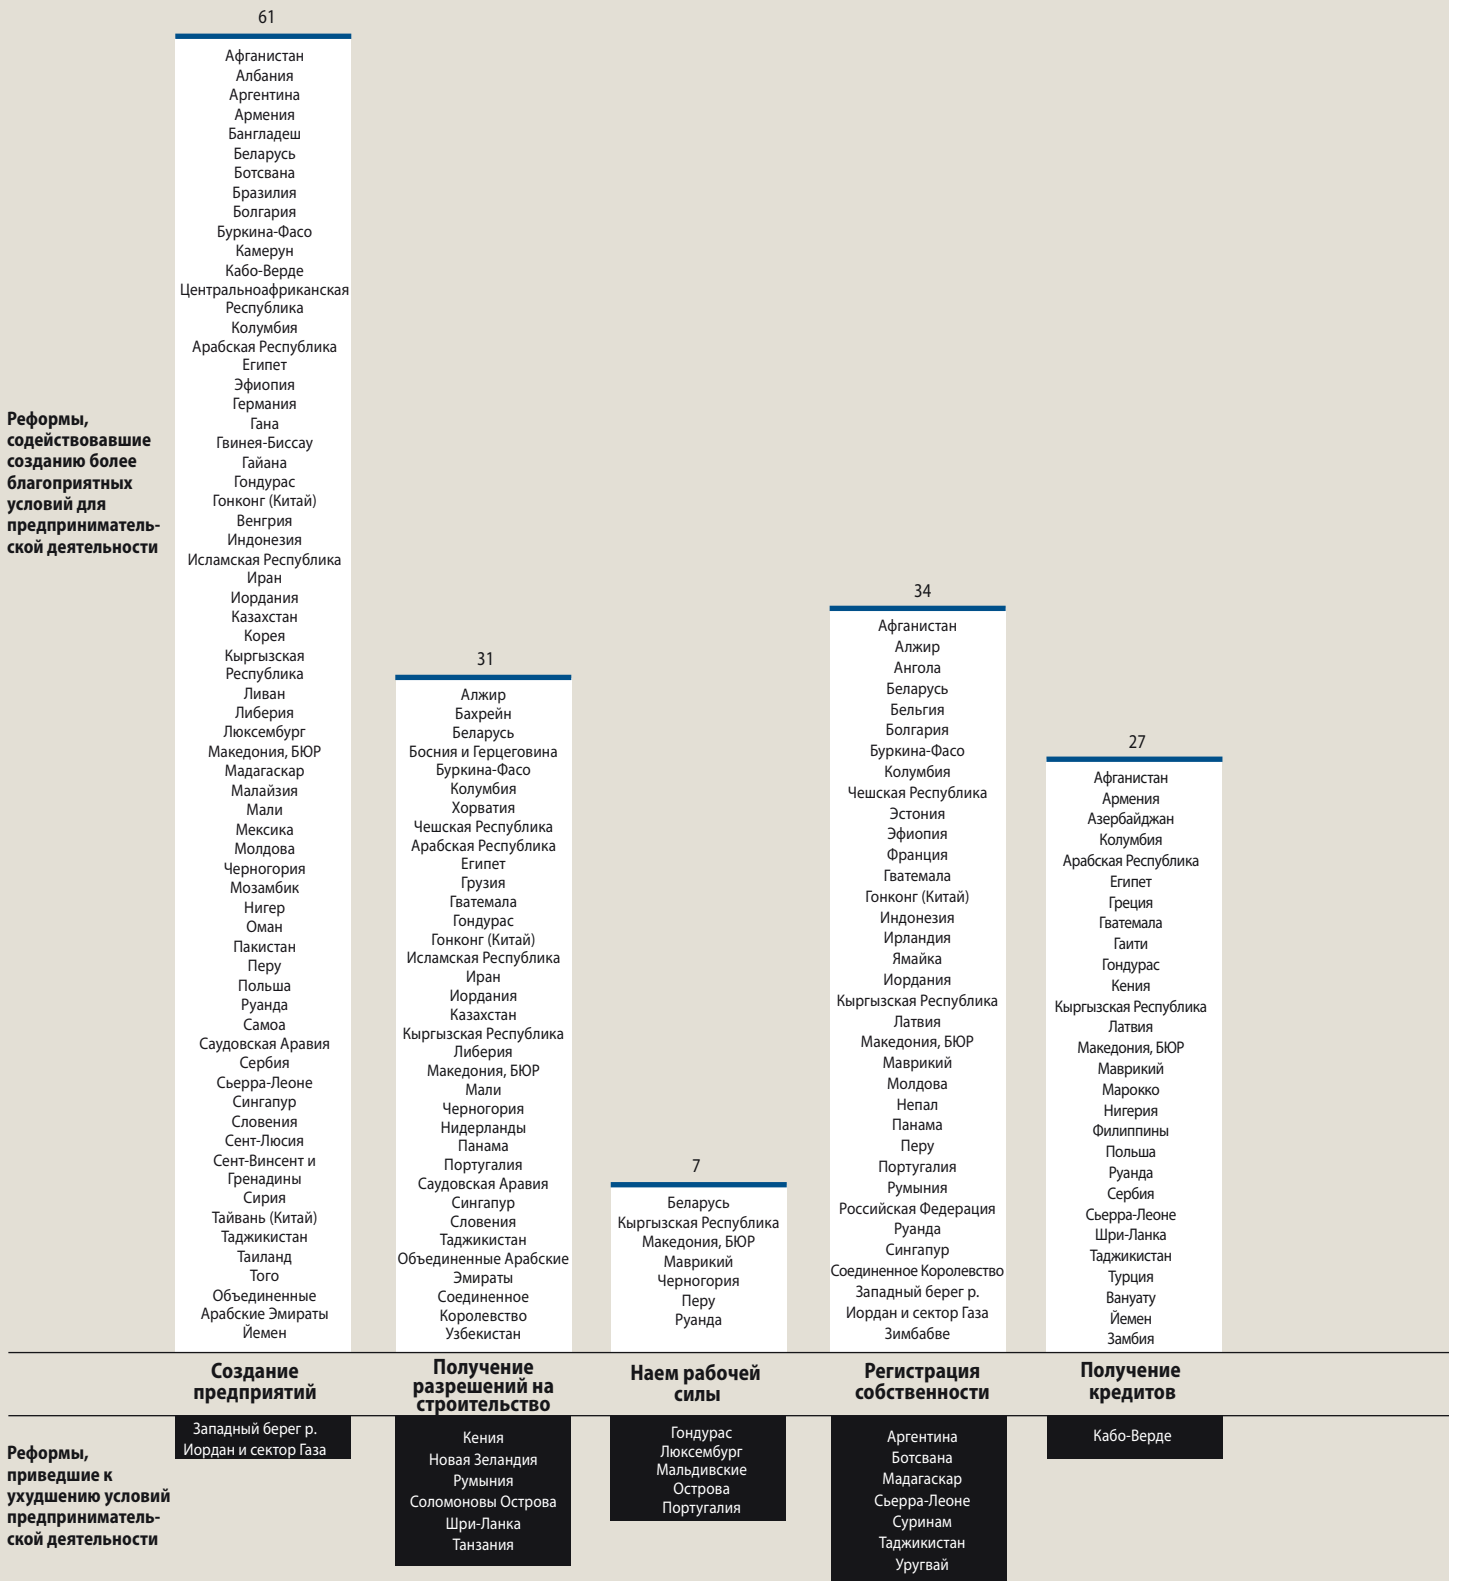 61
Афганистан
Албания
Аргентина
Армения
Бангладеш
Беларусь
Ботсвана
Бразилия
Болгария
Буркина-Фасо
Камерун
Кабо-Верде
Центральноафриканская
Республика
Колумбия
Арабская Республика
Египет
Эфиопия
Германия
Гана
Гвинея-Биссау
Гайана
Гондурас
Гонконг (Китай)
Венгрия
Индонезия
Исламская Республика
Иран
Иордания
Казахстан
Корея
Кыргызская
Республика
Ливан
Либерия
Люксембург
Македония, БЮР
Мадагаскар
Малайзия
Мали
Мексика
Молдова
Черногория
Мозамбик
Нигер
Оман
Пакистан
Перу
Польша
Руанда
Самоа
Саудовская Аравия
Сербия
Сьерра-Леоне
Сингапур
Словения
Сент-Люсия
Сент-Винсент и
Гренадины
Сирия
Тайвань (Китай)
Таджикистан
Таиланд
Того
Объединенные
Арабские Эмираты
Йемен
Реформы,
содействовавшие
созданию более
благоприятных
условий для
предприниматель-
ской деятельности
31
Алжир
Бахрейн
Беларусь
Босния и Герцеговина
Буркина-Фасо
Колумбия
Хорватия
Чешская Республика
Арабская Республика
Египет
Грузия
Гватемала
Гондурас
Гонконг (Китай)
Исламская Республика
Иран
Иордания
Казахстан
Кыргызская Республика
Либерия
Македония, БЮР
Мали
Черногория
Нидерланды
Панама
Португалия
Саудовская Аравия
Сингапур
Словения
Таджикистан
Объединенные Арабские
Эмираты
Соединенное
Королевство
Узбекистан
7
Беларусь
Кыргызская Республика
Македония, БЮР
Маврикий
Черногория
Перу
Руанда
34
Афганистан
Алжир
Ангола
Беларусь
Бельгия
Болгария
Буркина-Фасо
Колумбия
Чешская Республика
Эстония
Эфиопия
Франция
Гватемала
Гонконг (Китай)
Индонезия
Ирландия
Ямайка
Иордания
Кыргызская Республика
Латвия
Македония, БЮР
Маврикий
Молдова
Непал
Панама
Перу
Португалия
Румыния
Российская Федерация
Руанда
Сингапур
Соединенное Королевство
Западный берег р.
Иордан и сектор Газа
Зимбабве
27
Афганистан
Армения
Азербайджан
Колумбия
Арабская Республика
Египет
Греция
Гватемала
Гаити
Гондурас
Кения
Кыргызская Республика
Латвия
Македония, БЮР
Маврикий
Марокко
Нигерия
Филиппины
Польша
Руанда
Сербия
Сьерра-Леоне
Шри-Ланка
Таджикистан
Турция
Вануату
Йемен
Замбия
Создание
предприятий
Получение
разрешений на
строительство
Наем рабочей
силы
Регистрация
собственности
Получение
кредитов
Реформы,
приведшие к
ухудшению условий
предприниматель-
ской деятельности
Западный берег р.
Иордан и сектор Газа
Кения
Новая Зеландия
Румыния
Соломоновы Острова
Шри-Ланка
Танзания
Гондурас
Люксембург
Мальдивские
Острова
Португалия
Аргентина
Ботсвана
Мадагаскар
Сьерра-Леоне
Суринам
Таджикистан
Уругвай
Кабо-Верде